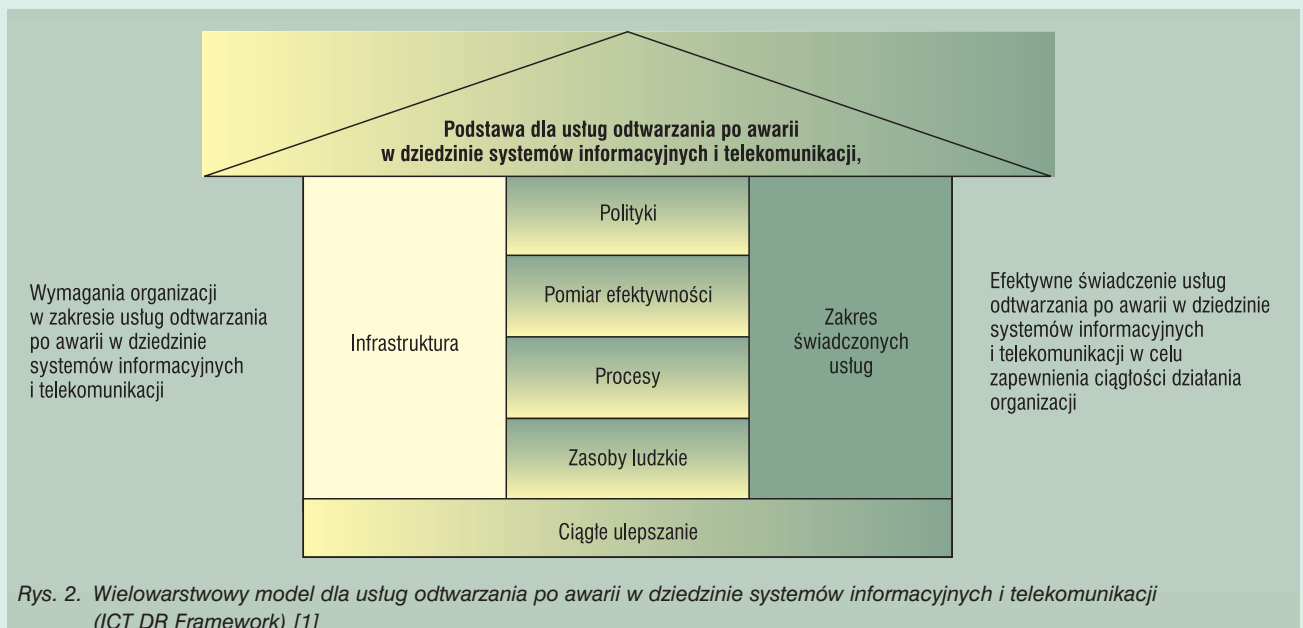 Podstawa dla usług odtwarzania po awarii
w dziedzinie systemów informacyjnych i telekomunikacji,
Wymagania organizacji
w zakresie usług odtwarzania
po awarii w dziedzinie
systemów informacyjnych
i telekomunikacji
Infrastruktura
Polityki
Pomiar efektywności
Procesy
Zasoby ludzkie
Zakres
świadczonych
usług
Efektywne świadczenie usług
odtwarzania po awarii w dziedzinie
systemów informacyjnych
i telekomunikacji w celu
zapewnienia ciągłości działania
organizacji
Ciągłe ulepszanie
Rys. 2. Wielowarstwowy model dla usług odtwarzania po awarii w dziedzinie systemów informacyjnych i telekomunikacji
(ICT DR Framework) [1]